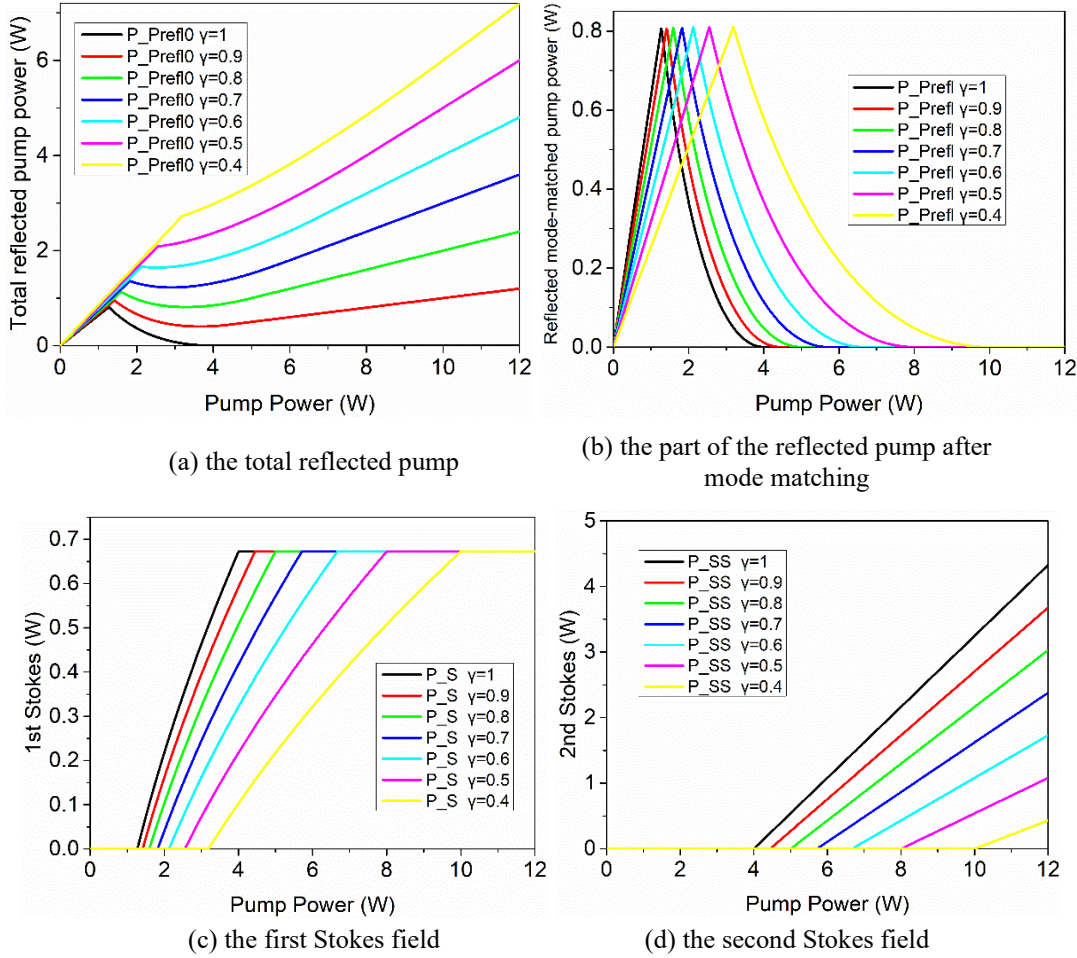 Total reflected pump power (W)
6
4
2
0
P_Prefl0 γ=1
P_Prefl0 γ=0.9
P_Prefl0 γ=0.8
P_Prefl0 γ=0.7
P_Prefl0 γ=0.6
P_Prefl0 γ=0.5
P_Prefl0 γ=0.4
0 2 4 6 8 10 12
Pump Power (W)
(a) the total reflected pump
Reflected mode-matched pump power (W)
0.8
0.6
0.4
0.2
0.0
P_Prefl γ=1
P_Prefl γ=0.9
P_Prefl γ=0.8
P_Prefl γ=0.7
P_Prefl γ=0.6
P_Prefl γ=0.5
P_Prefl γ=0.4
0 2 4 6 8 10 12
Pump Power (W)
(b) the part of the reflected pump after
mode matching
1st Stokes (W)
0.7
0.6
0.5
0.4
0.3
0.2
0.1
0.0
P_S γ=1
P_S γ=0.9
P_S γ=0.8
P_S γ=0.7
P_S γ=0.6
P_S γ=0.5
P_S γ=0.4
0 2 4 6 8 10 12
Pump Power (W)
(c) the first Stokes field
2nd Stokes (W)
5
4
3
2
1
0
P_SS γ=1
P_SS γ=0.9
P_SS γ=0.8
P_SS γ=0.7
P_SS γ=0.6
P_SS γ=0.5
P_SS γ=0.4
0 2 4 6 8 10 12
Pump Power (W)
(d) the second Stokes field